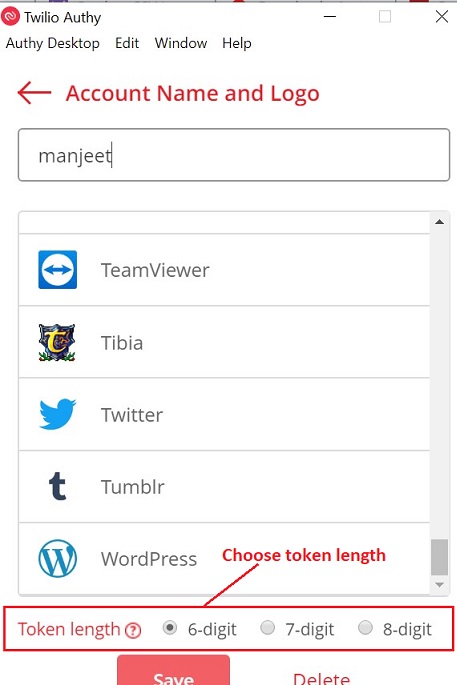 Twilio Authy
Authy Desktop Edit Window Help
Account Name and Logo
manjeet
TeamViewer
Tibia
Twitter
Tumblr
WordPress
Choose token length
Token length ? 6-digit 7-digit 8-digit
Save Delete